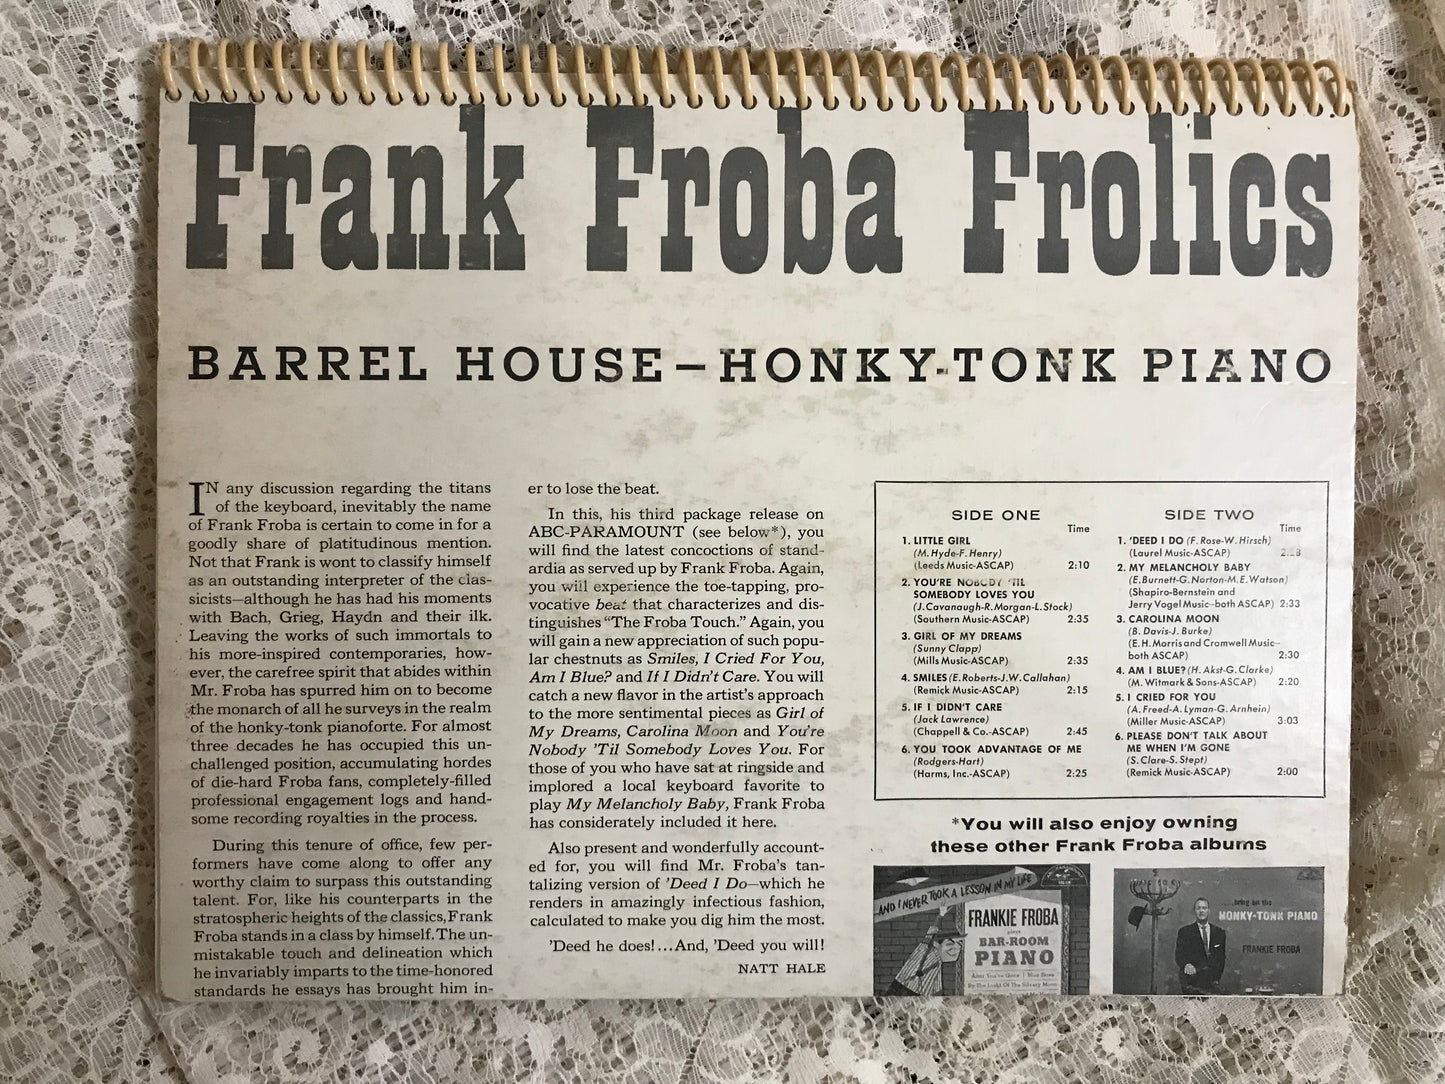 Frank Froba Frolics
BARREL HOUSE—HONKY-TONK PIANO
IN any discussion regarding the titans
of the keyboard, inevitably the name
of Frank Froba is certain to come in for a
goodly share of platitudinous mention.
Not that Frank is wont to classify himself
as an outstanding interpreter of the clas-
sicists—although he has had his moments
with Bach, Grieg, Haydn and their ilk.
Leaving the works of such immortals to
his more-inspired contemporaries, how-
ever, the carefree spirit that abides within
Mr. Froba has spurred him on to become
the monarch of all he surveys in the realm
of the honky-tonk pianoforte. For almost
three decades he has occupied this un-
challenged position, accumulating hordes
of die-hard Froba fans, completely-filled
professional engagement logs and hand-
some recording royalties in the process.
During this tenure of office, few per-
formers have come along to offer any
worthy claim to surpass this outstanding
talent. For, like his counterparts in the
stratospheric heights of the classics, Frank
Froba stands in a class by himself. The un-
mistakable touch and delineation which
he invariably imparts to the time-honored
standards he essays has brought him in-
er to lose the beat.
In this, his third package release on
ABC-PARAMOUNT (see below*), you
will find the latest concoctions of stand-
ardia as served up by Frank Froba. Again,
you will experience the toe-tapping, pro-
vocative beat that characterizes and dis-
tinguishes "The Froba Touch." Again, you
will gain a new appreciation of such popu-
lar chestnuts as Smiles, I Cried For You,
Am I Blue? and If I Didn't Care. You will
catch a new flavor in the artist's approach
to the more sentimental pieces as Girl of
My Dreams, Carolina Moon and You're
Nobody 'Til Somebody Loves You. For
those of you who have sat at ringside and
implored a local keyboard favorite to
play My Melancholy Baby, Frank Froba
has considerately included it here.
Also present and wonderfully account-
ed for, you will find Mr. Froba's tan-
talizing version of 'Deed I Do—which he
renders in amazingly infectious fashion,
calculated to make you dig him the most.
'Deed he does!...And, 'Deed you will!
NATT HALE
SIDE ONE
Time
1. LITTLE GIRL
(M. Hyde-F. Henry)
(Leeds Music-ASCAP) 2:10
2. YOU'RE NOBODY 'TIL
SOMEBODY LOVES YOU
(J. Cavanaugh-R. Morgan-L. Stock)
(Southern Music-ASCAP) 2:35
3. GIRL OF MY DREAMS
(Sunny Clapp)
(Mills Music-ASCAP) 2:35
4. SMILES (E. Roberts-J.W. Callahan)
(Remick Music-ASCAP) 2:15
5. IF I DIDN'T CARE
(Jack Lawrence)
(Chappell & Co.-ASCAP) 2:45
6. YOU TOOK ADVANTAGE OF ME
(Rodgers-Hart)
(Harms, Inc.-ASCAP) 2:25
SIDE TWO
Time
1. 'DEED I DO (F. Rose-W. Hirsch)
(Laurel Music-ASCAP)
2. MY MELANCHOLY BABY
(E. Burnett-G. Norton-M. E. Watson)
(Shapiro-Bernstein and
Jerry Vogel Music—both ASCAP) 2:33
3. CAROLINA MOON
(B. Davis-J. Burke)
(E. H. Morris and Cromwell Music—
both ASCAP) 2:30
4. AM I BLUE? (H. Akst-G. Clarke)
(M. Witmark & Sons-ASCAP) 2:20
5. I CRIED FOR YOU
(A. Freed-A. Lyman-G. Arnhein)
(Miller Music-ASCAP) 3:03
6. PLEASE DON'T TALK ABOUT
ME WHEN I'M GONE
(S. Clare-S. Stept)
(Remick Music-ASCAP) 2:00
*You will also enjoy owning
these other Frank Froba albums
AND I NEVER TOOK A LESSON IN MY LIFE
FRANKIE FROBA
plays
BAR-ROOM
PIANO
After You've Gone | Blue Skies
By The Light Of The Silvery Moon
....bring on the
HONKY-TONK PIANO
FRANKIE FROBA